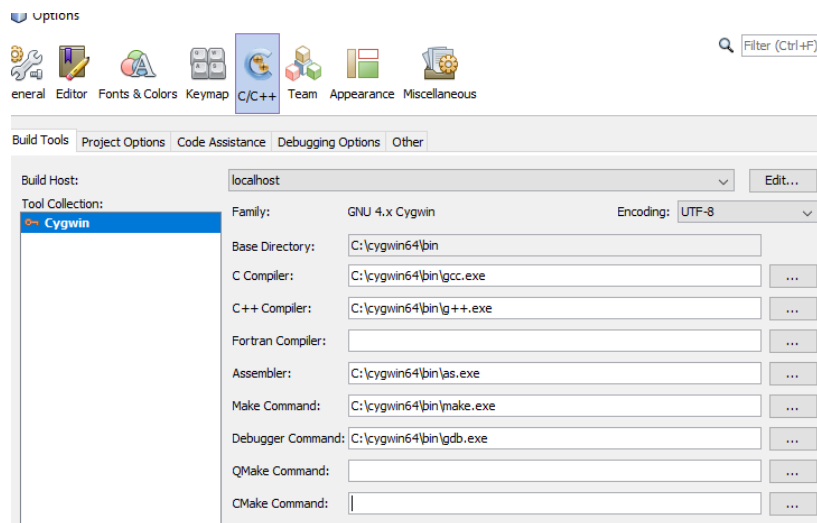 Options
Filter (Ctrl+F)
eneral Editor Fonts & Colors Keymap C/C++ Team Appearance Miscellaneous
Build Tools Project Options Code Assistance Debugging Options Other
Build Host: localhost Edit...
Tool Collection:
Cygwin
Family: GNU 4.x Cygwin Encoding: UTF-8
Base Directory: C:\cygwin64\bin
C Compiler: C:\cygwin64\bin\gcc.exe ...
C++ Compiler: C:\cygwin64\bin\g++.exe ...
Fortran Compiler: ...
Assembler: C:\cygwin64\bin\as.exe ...
Make Command: C:\cygwin64\bin\make.exe ...
Debugger Command: C:\cygwin64\bin\gdb.exe ...
QMake Command: ...
CMake Command: ...